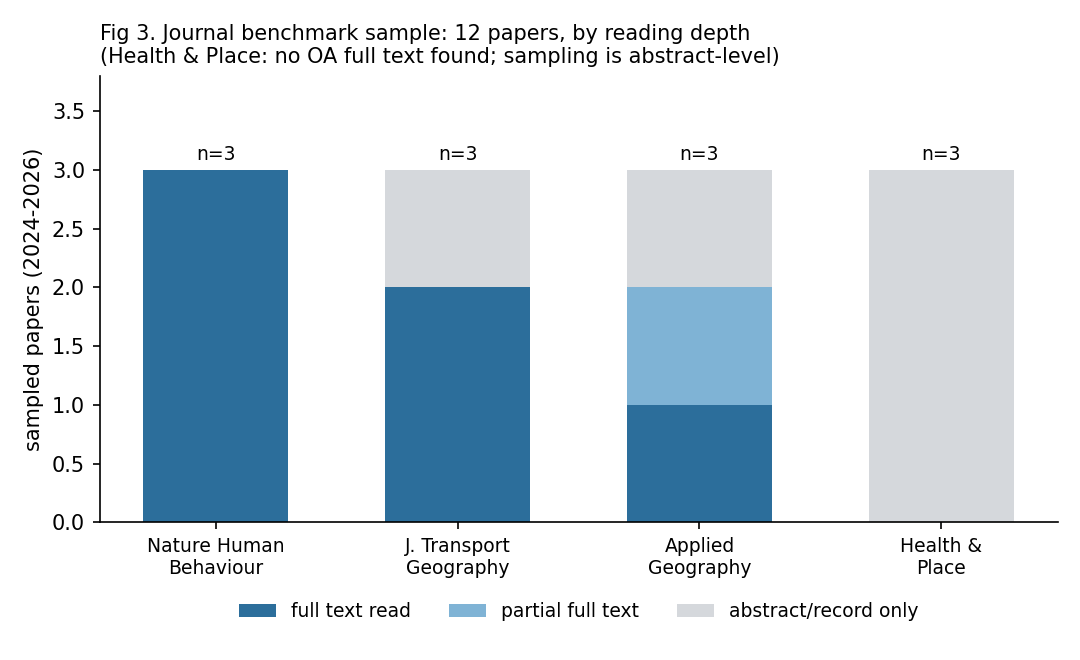 Fig 3. Journal benchmark sample: 12 papers, by reading depth
(Health & Place: no OA full text found; sampling is abstract-level)
sampled papers (2024-2026)
3.5
3.0
2.5
2.0
1.5
1.0
0.5
0.0
n=3
n=3
n=3
n=3
Nature Human
Behaviour
J. Transport
Geography
Applied
Geography
Health &
Place
full text read
partial full text
abstract/record only